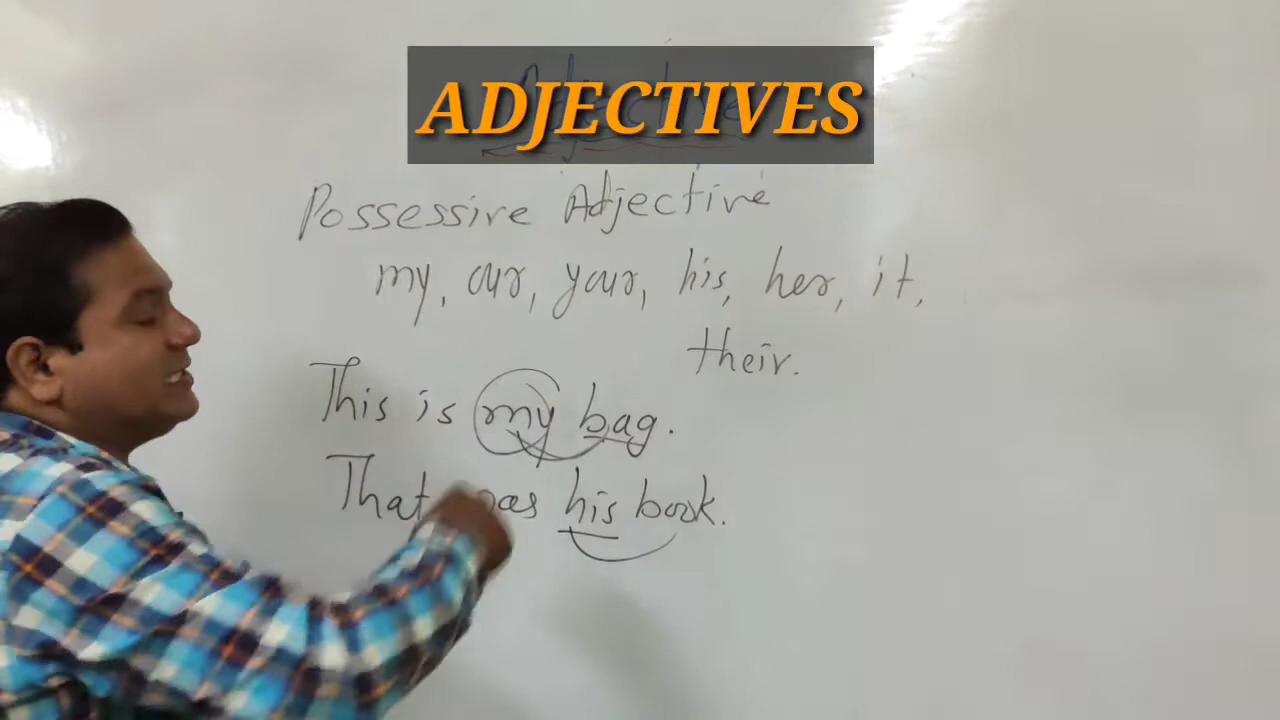 ADJECTIVES
Possessive Adjective
my, our, your, his, her, it,
their.
This is my bag.
That was his book.